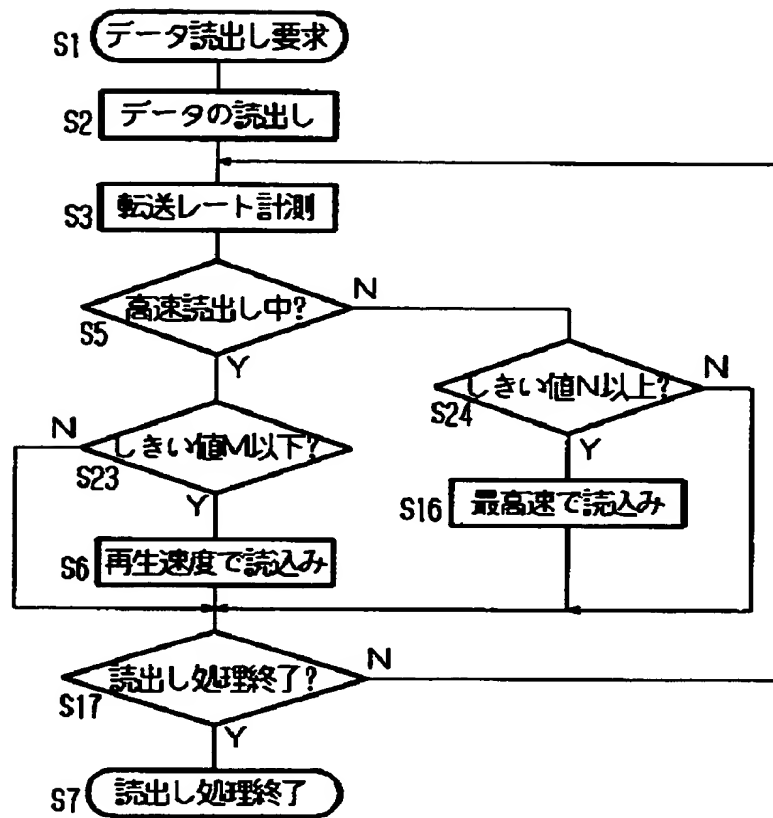 S1 データ読出し要求
S2 データの読出し
S3 転送レート計測
高速読出し中?
N
S5
Y
しきい値N以上?
N
S24
Y
N
しきい値M以下?
S23
Y
S16 最高速で読込み
S6 再生速度で読込み
読出し処理終了?
N
S17
Y
S7 読出し処理終了